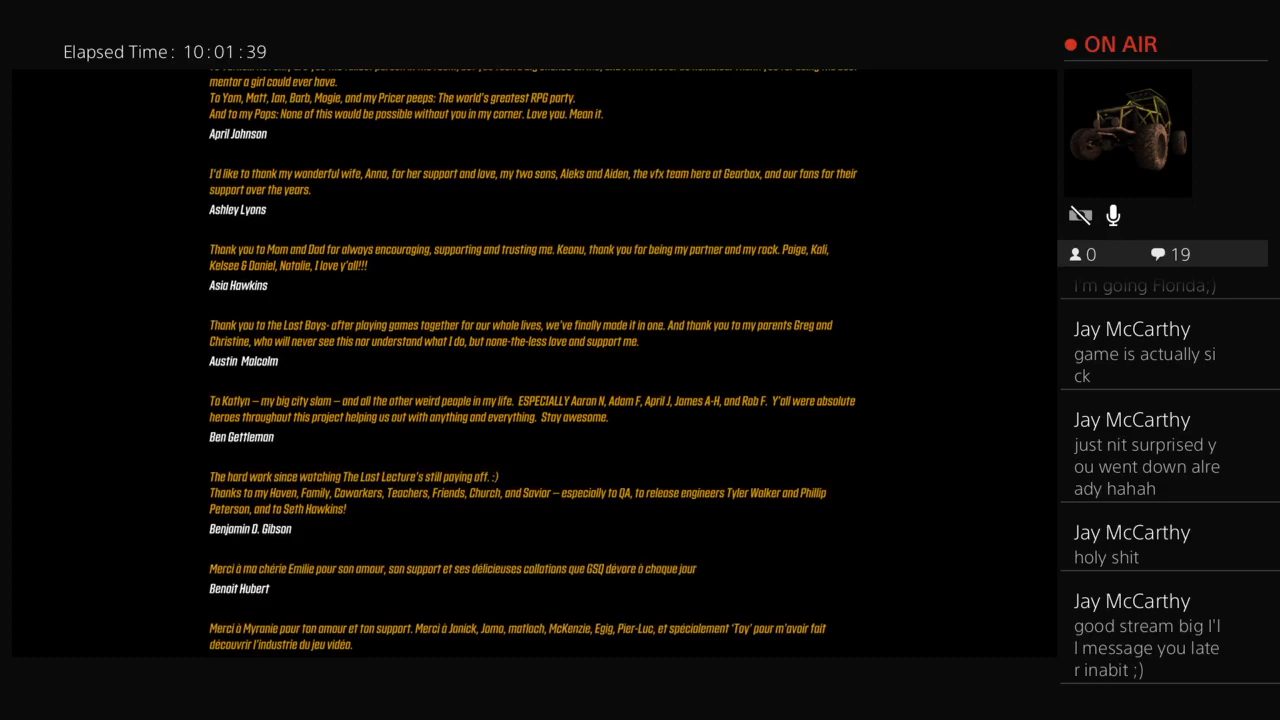 Elapsed Time: 10:01:39
ON AIR
mentor a girl could ever have.
To Yom, Matt, Ian, Barb, Magie, and my Pricer peeps: The world's greatest RPG party.
And to my Pops: None of this would be possible without you in my corner. Love you. Mean it.
April Johnson
I'd like to thank my wonderful wife, Anna, for her support and love, my two sons, Aleks and Aiden, the vfx team here at Gearbox, and our fans for their
support over the years.
Ashley Lyons
Thank you to Mom and Dad for always encouraging, supporting and trusting me. Keanu, thank you for being my partner and my rock. Paige, Kali,
Kelsee & Daniel, Natalie, I love y'all!!!
Asia Hawkins
Thank you to the Lost Boys- after playing games together for our whole lives, we've finally made it in one. And thank you to my parents Greg and
Christine, who will never see this nor understand what I do, but none-the-less love and support me.
Austin Malcolm
To Katlyn – my big city slam – and all the other weird people in my life. ESPECIALLY Aaron N, Adam F, April J, James A-H, and Rob F. Y'all were absolute
heroes throughout this project helping us out with anything and everything. Stay awesome.
Ben Gettleman
The hard work since watching The Last Lecture's still paying off. :)
Thanks to my Haven, Family, Coworkers, Teachers, Friends, Church, and Savior – especially to QA, to release engineers Tyler Walker and Phillip
Peterson, and to Seth Hawkins!
Benjamin D. Gibson
Merci à ma chérie Emilie pour son amour, son support et ses délicieuses collations que GSQ dévore à chaque jour
Benoit Hubert
Merci à Myranie pour ton amour et ton support. Merci à Janick, Jamo, matlach, McKenzie, Egig, Pier-Luc, et spécialement 'Toy' pour m'avoir fait
découvrir l'industrie du jeu vidéo.
0
19
I'm going Florida;)
Jay McCarthy
game is actually si
ck
Jay McCarthy
just nit surprised y
ou went down alre
ady hahah
Jay McCarthy
holy shit
Jay McCarthy
good stream big I'l
l message you late
r inabit ;)